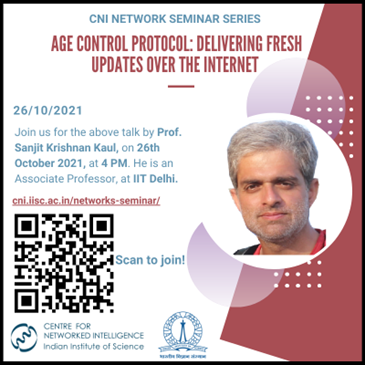 CNI NETWORK SEMINAR SERIES
AGE CONTROL PROTOCOL: DELIVERING FRESH
UPDATES OVER THE INTERNET
26/10/2021
Join us for the above talk by Prof.
Sanjit Krishnan Kaul, on 26th
October 2021, at 4 PM. He is an
Associate Professor, at IIT Delhi.
cni.iisc.ac.in/networks-seminar/
Scan to join!
CENTRE FOR
NETWORKED INTELLIGENCE
Indian Institute of Science
भारतीय विज्ञान संस्थान